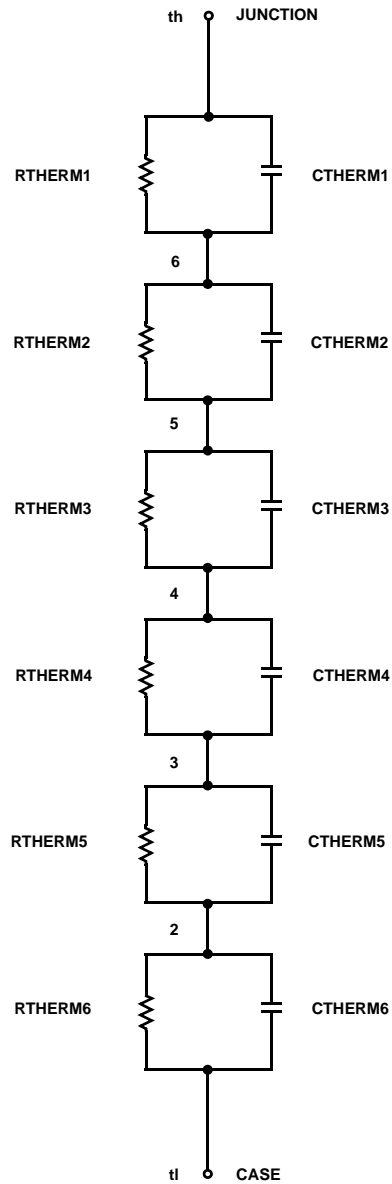 th JUNCTION
RTHERM1 CTHERM1
6
RTHERM2 CTHERM2
5
RTHERM3 CTHERM3
4
RTHERM4 CTHERM4
3
RTHERM5 CTHERM5
2
RTHERM6 CTHERM6
tl CASE